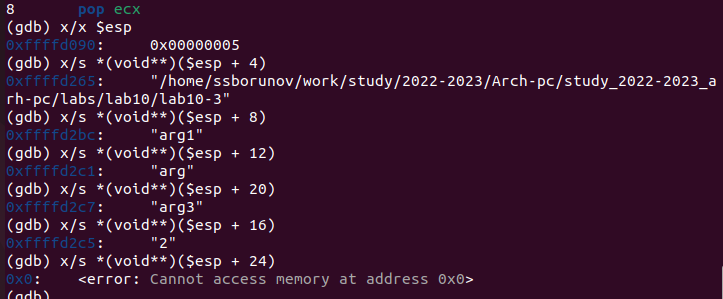 8       pop ecx
(gdb) x/x $esp
0xffffd090:     0x00000005
(gdb) x/s *(void**)($esp + 4)
0xffffd265:     "/home/ssborunov/work/study/2022-2023/Arch-pc/study_2022-2023_a
rh-pc/labs/lab10/lab10-3"
(gdb) x/s *(void**)($esp + 8)
0xffffd2bc:     "arg1"
(gdb) x/s *(void**)($esp + 12)
0xffffd2c1:     "arg"
(gdb) x/s *(void**)($esp + 20)
0xffffd2c7:     "arg3"
(gdb) x/s *(void**)($esp + 16)
0xffffd2c5:     "2"
(gdb) x/s *(void**)($esp + 24)
0x0:    <error: Cannot access memory at address 0x0>
(gdb)